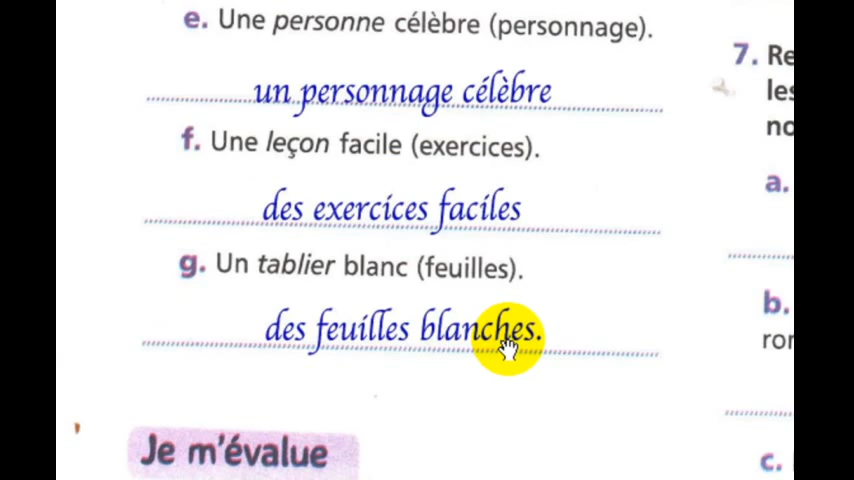 e. Une personne célèbre (personnage).
un personnage célèbre
f. Une leçon facile (exercices).
des exercices faciles
g. Un tablier blanc (feuilles).
des feuilles blanches.
Je m'évalue
7. Re
les
no
a.
b.
ror
c.